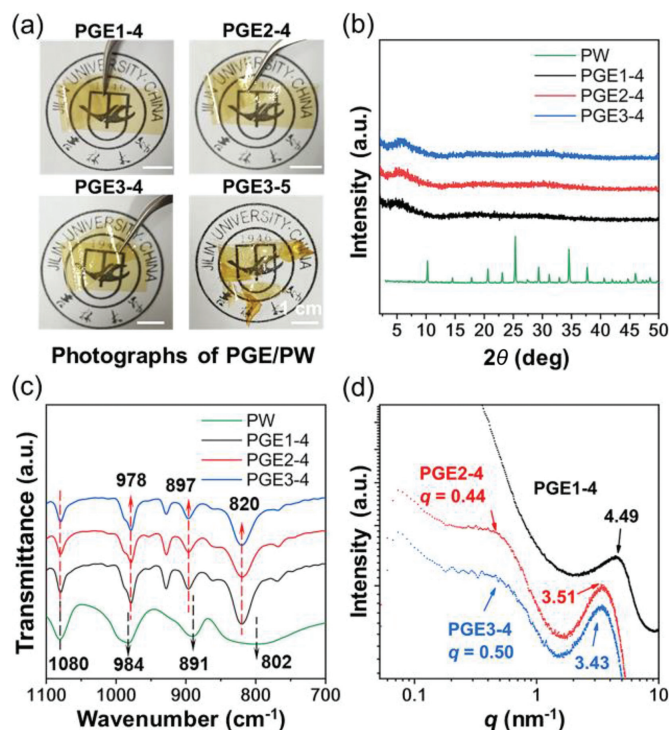 (a)
PGE1-4
PGE2-4
JILIN UNIVERSITY·CHINA
JILIN UNIVERSITY·CHINA
PGE3-4
PGE3-5
JILIN UNIVERSITY·CHINA
JILIN UNIVERSITY·CHINA
1946
1 cm
Photographs of PGE/PW
(b)
PW
PGE1-4
PGE2-4
PGE3-4
Intensity (a.u.)
5 10 15 20 25 30 35 40 45 50
2θ (deg)
(c)
PW
PGE1-4
PGE2-4
PGE3-4
978
897
820
1080
984
891
802
Transmittance (a.u.)
1100 1000 900 800 700
Wavenumber (cm-1)
(d)
PGE2-4
q = 0.44
PGE1-4
4.49
3.51
PGE3-4
q = 0.50
3.43
Intensity (a.u.)
0.1 1 10
q (nm-1)